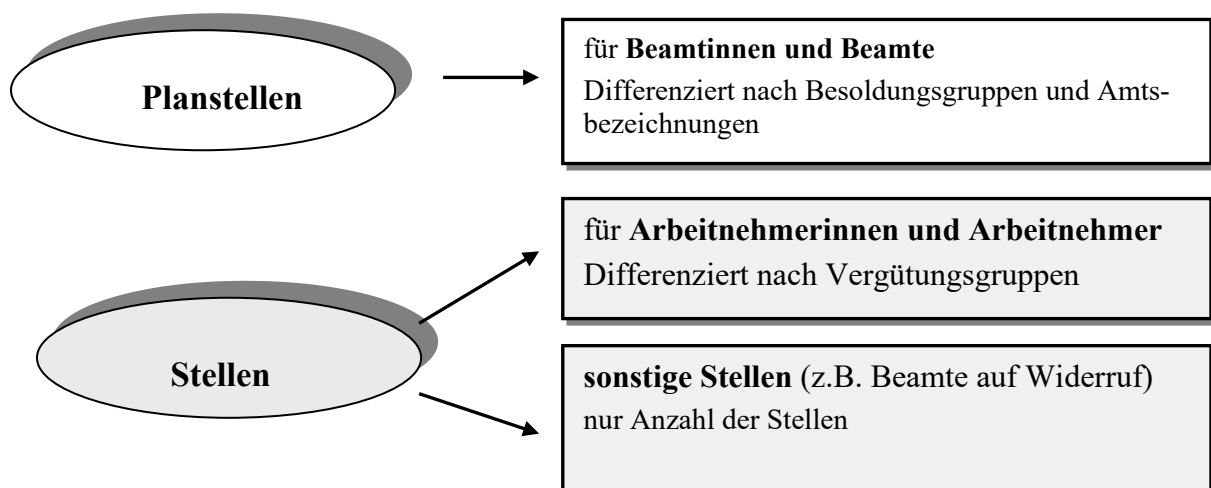 Planstellen
für Beamtinnen und Beamte
Differenziert nach Besoldungsgruppen und Amts-
bezeichnungen
Stellen
für Arbeitnehmerinnen und Arbeitnehmer
Differenziert nach Vergütungsgruppen
sonstige Stellen (z.B. Beamte auf Widerruf)
nur Anzahl der Stellen